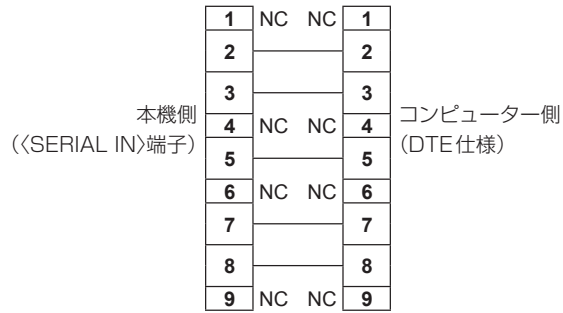 1 NC NC 1
2 2
3 3
本機側
(〈SERIAL IN〉端子)
4 NC NC 4
コンピューター側
(DTE仕様)
5 5
6 NC NC 6
7 7
8 8
9 NC NC 9